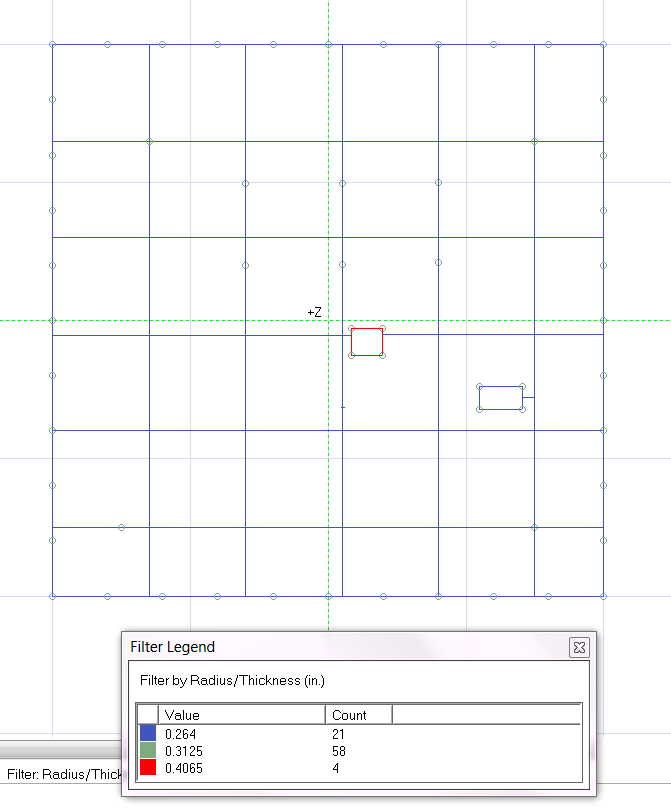 +Z
Filter Legend
Filter by Radius/Thickness (in.)
Value Count
0.264 21
0.3125 58
0.4065 4
Filter: Radius/Thick